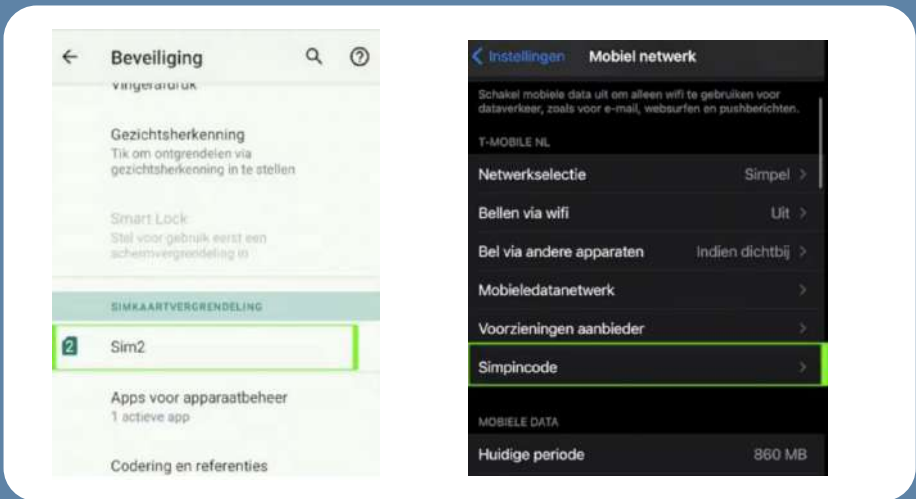 Beveiliging
Vingerafdruk
Gezichtsherkenning
Tik om ontgrendelen via
gezichtsherkenning in te stellen
Smart Lock
Stel voor gebruik eerst een
schermvergrendeling in
SIMKAARTVERGRENDELING
2 Sim2
Apps voor apparaatbeheer
1 actieve app
Codering en referenties
Instellingen Mobiel netwerk
Schakel mobiele data uit om alleen wifi te gebruiken voor
dataverkeer, zoals voor e-mail, websurfen en pushberichten.
T-MOBILE NL
Netwerkselectie Simpel
Bellen via wifi Uit
Bel via andere apparaten Indien dichtbij
Mobieledatanetwerk
Voorzieningen aanbieder
Simpincode
MOBIELE DATA
Huidige periode 860 MB